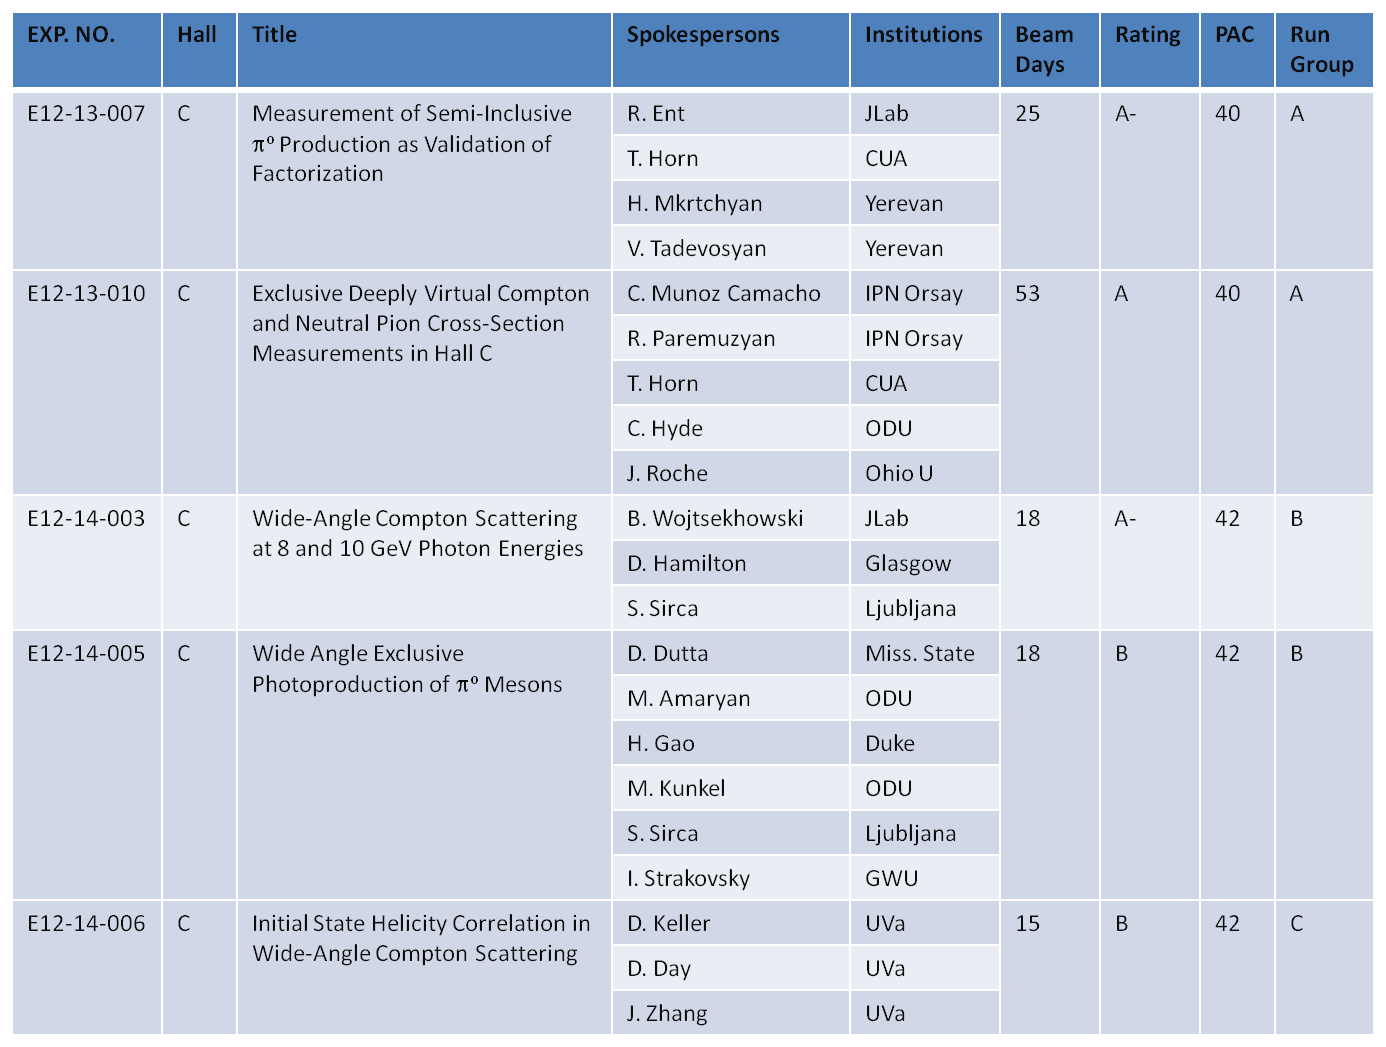 EXP. NO. Hall Title Spokespersons Institutions Beam Days Rating PAC Run Group
E12-13-007 C Measurement of Semi-Inclusive R. Ent JLab 25 A- 40 A
π° Production as Validation of T. Horn CUA
Factorization
H. Mkrtchyan Yerevan
V. Tadevosyan Yerevan
E12-13-010 C Exclusive Deeply Virtual Compton C. Munoz Camacho IPN Orsay 53 A 40 A
and Neutral Pion Cross-Section R. Paremuzyan IPN Orsay
Measurements in Hall C
T. Horn CUA
C. Hyde ODU
J. Roche Ohio U
E12-14-003 C Wide-Angle Compton Scattering B. Wojtsekhowski JLab 18 A- 42 B
at 8 and 10 GeV Photon Energies D. Hamilton Glasgow
S. Sirca Ljubljana
E12-14-005 C Wide Angle Exclusive D. Dutta Miss. State 18 B 42 B
Photoproduction of π° Mesons M. Amaryan ODU
H. Gao Duke
M. Kunkel ODU
S. Sirca Ljubljana
I. Strakovsky GWU
E12-14-006 C Initial State Helicity Correlation in D. Keller UVa 15 B 42 C
Wide-Angle Compton Scattering D. Day UVa
J. Zhang UVa